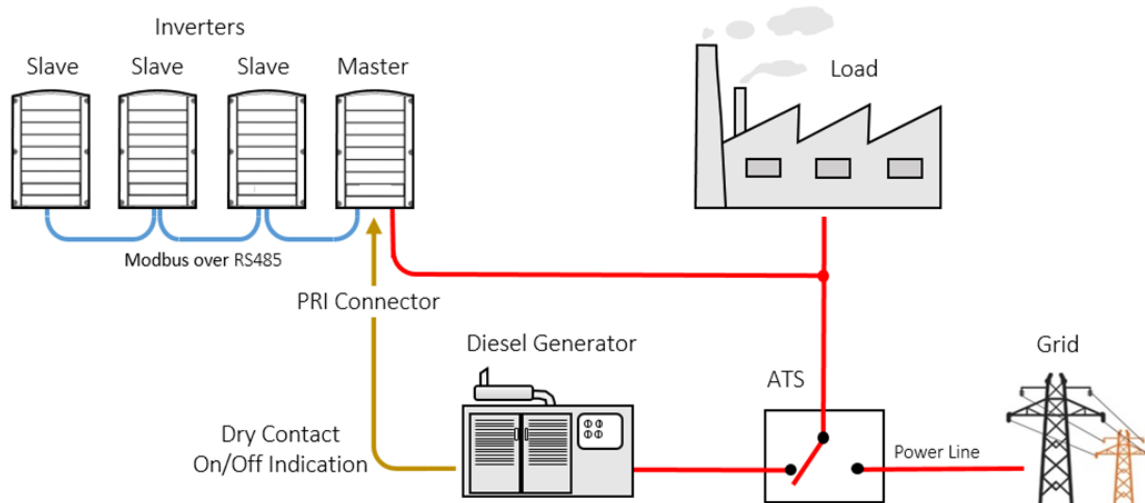 Inverters
Slave
Slave
Slave
Master
Load
Modbus over RS485
PRI Connector
Diesel Generator
Grid
ATS
Dry Contact
On/Off Indication
Power Line